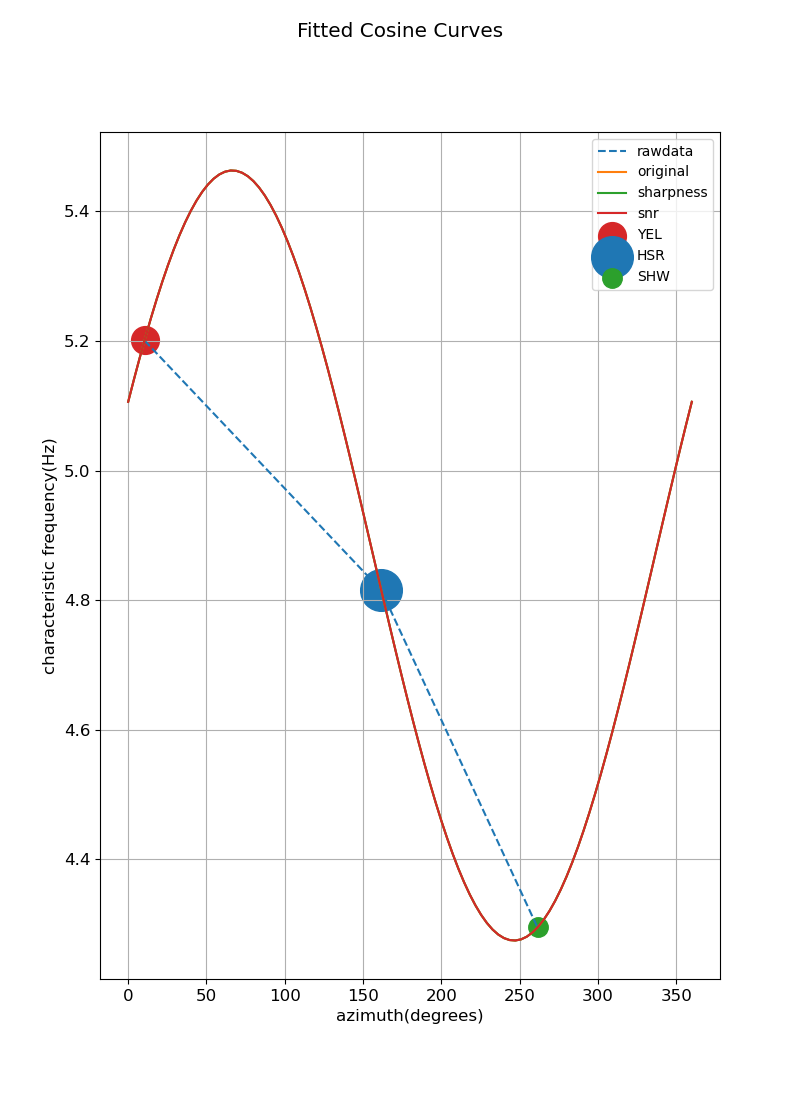 Fitted Cosine Curves
rawdata
original
sharpness
snr
YEL
HSR
SHW
5.4
5.2
5.0
4.8
4.6
4.4
characteristic frequency(Hz)
0 50 100 150 200 250 300 350
azimuth(degrees)